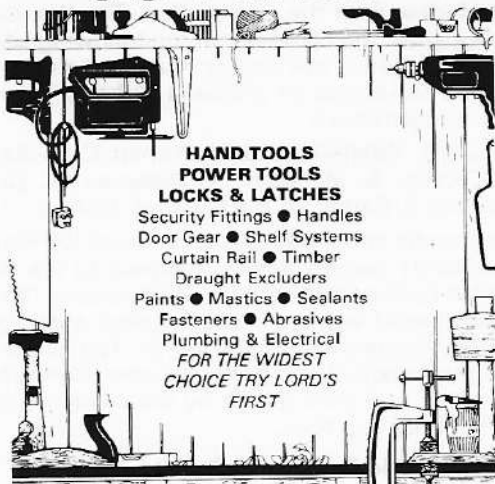 HAND TOOLS
POWER TOOLS
LOCKS & LATCHES
Security Fittings ● Handles
Door Gear ● Shelf Systems
Curtain Rail ● Timber
Draught Excluders
Paints ● Mastics ● Sealants
Fasteners ● Abrasives
Plumbing & Electrical
FOR THE WIDEST
CHOICE TRY LORD'S
FIRST